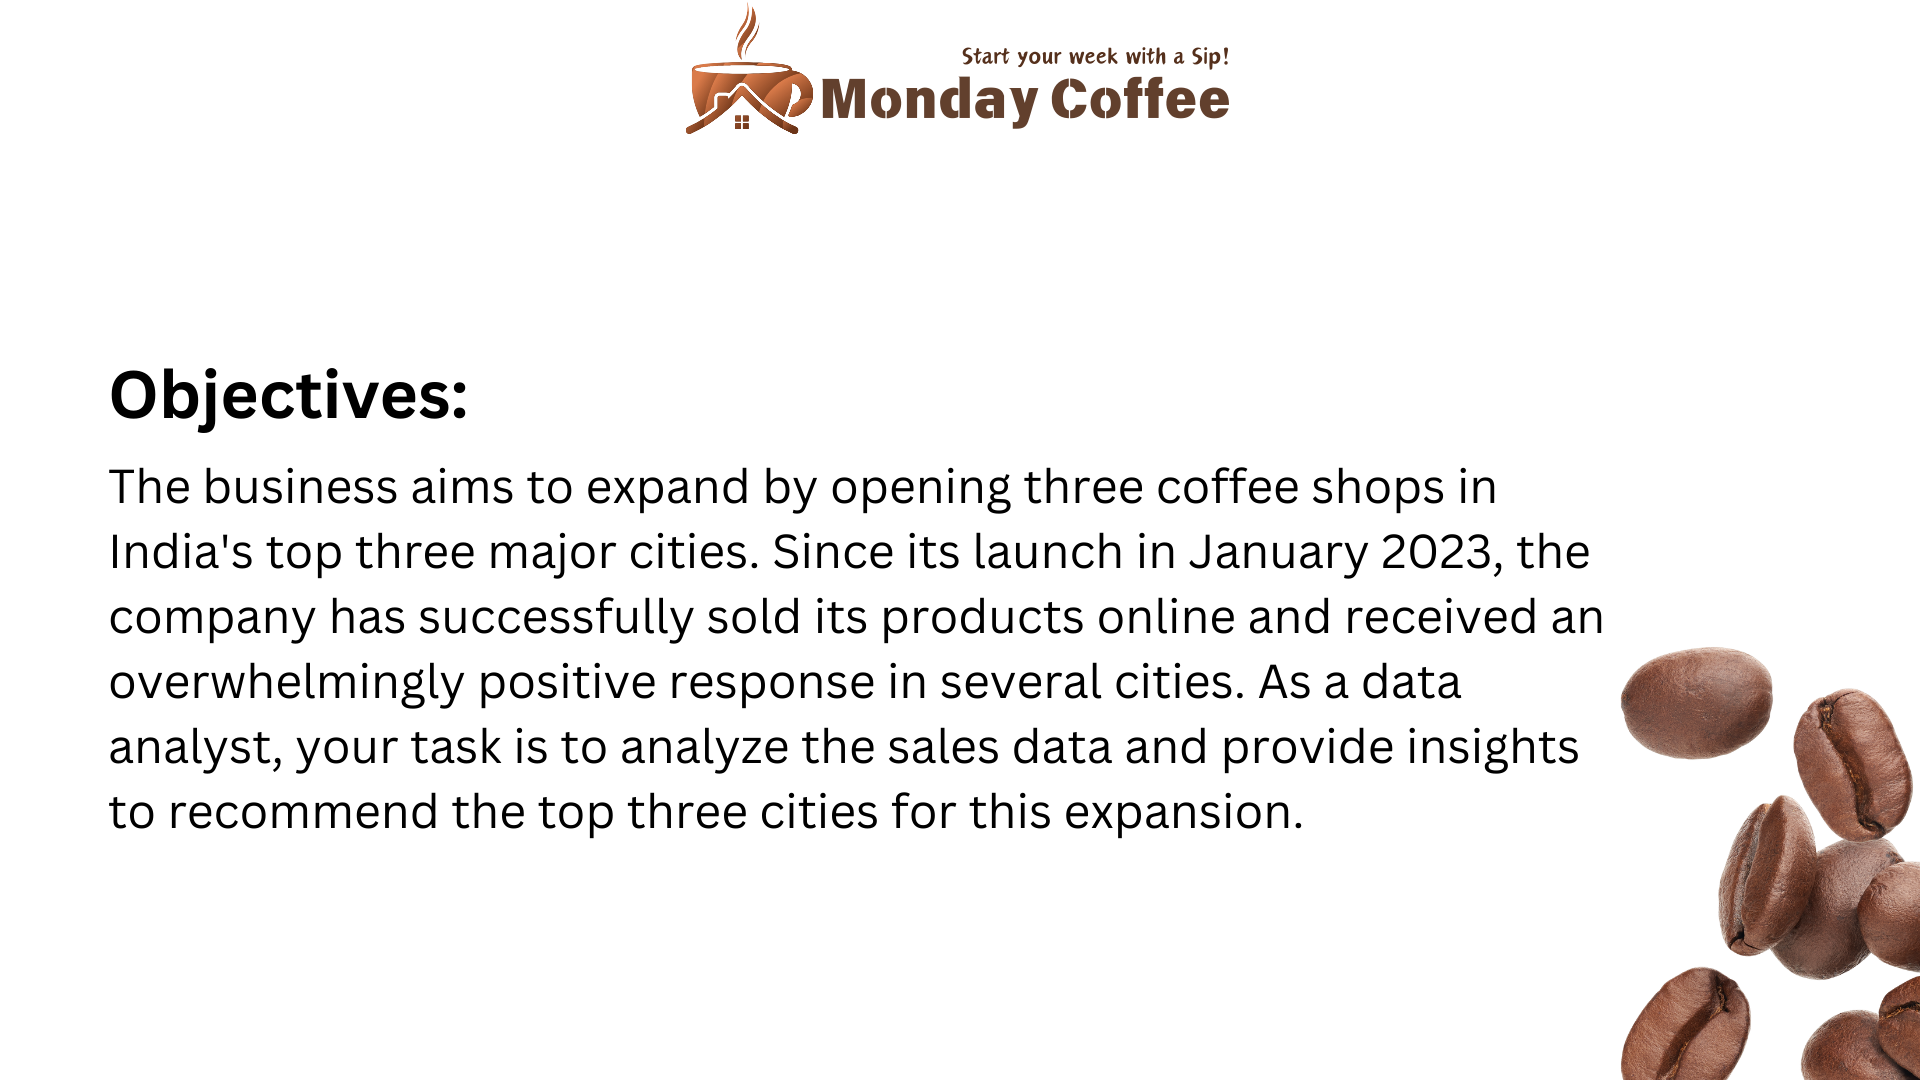 Start your week with a Sip!
Monday Coffee
Objectives:
The business aims to expand by opening three coffee shops in
India's top three major cities. Since its launch in January 2023, the
company has successfully sold its products online and received an
overwhelmingly positive response in several cities. As a data
analyst, your task is to analyze the sales data and provide insights
to recommend the top three cities for this expansion.